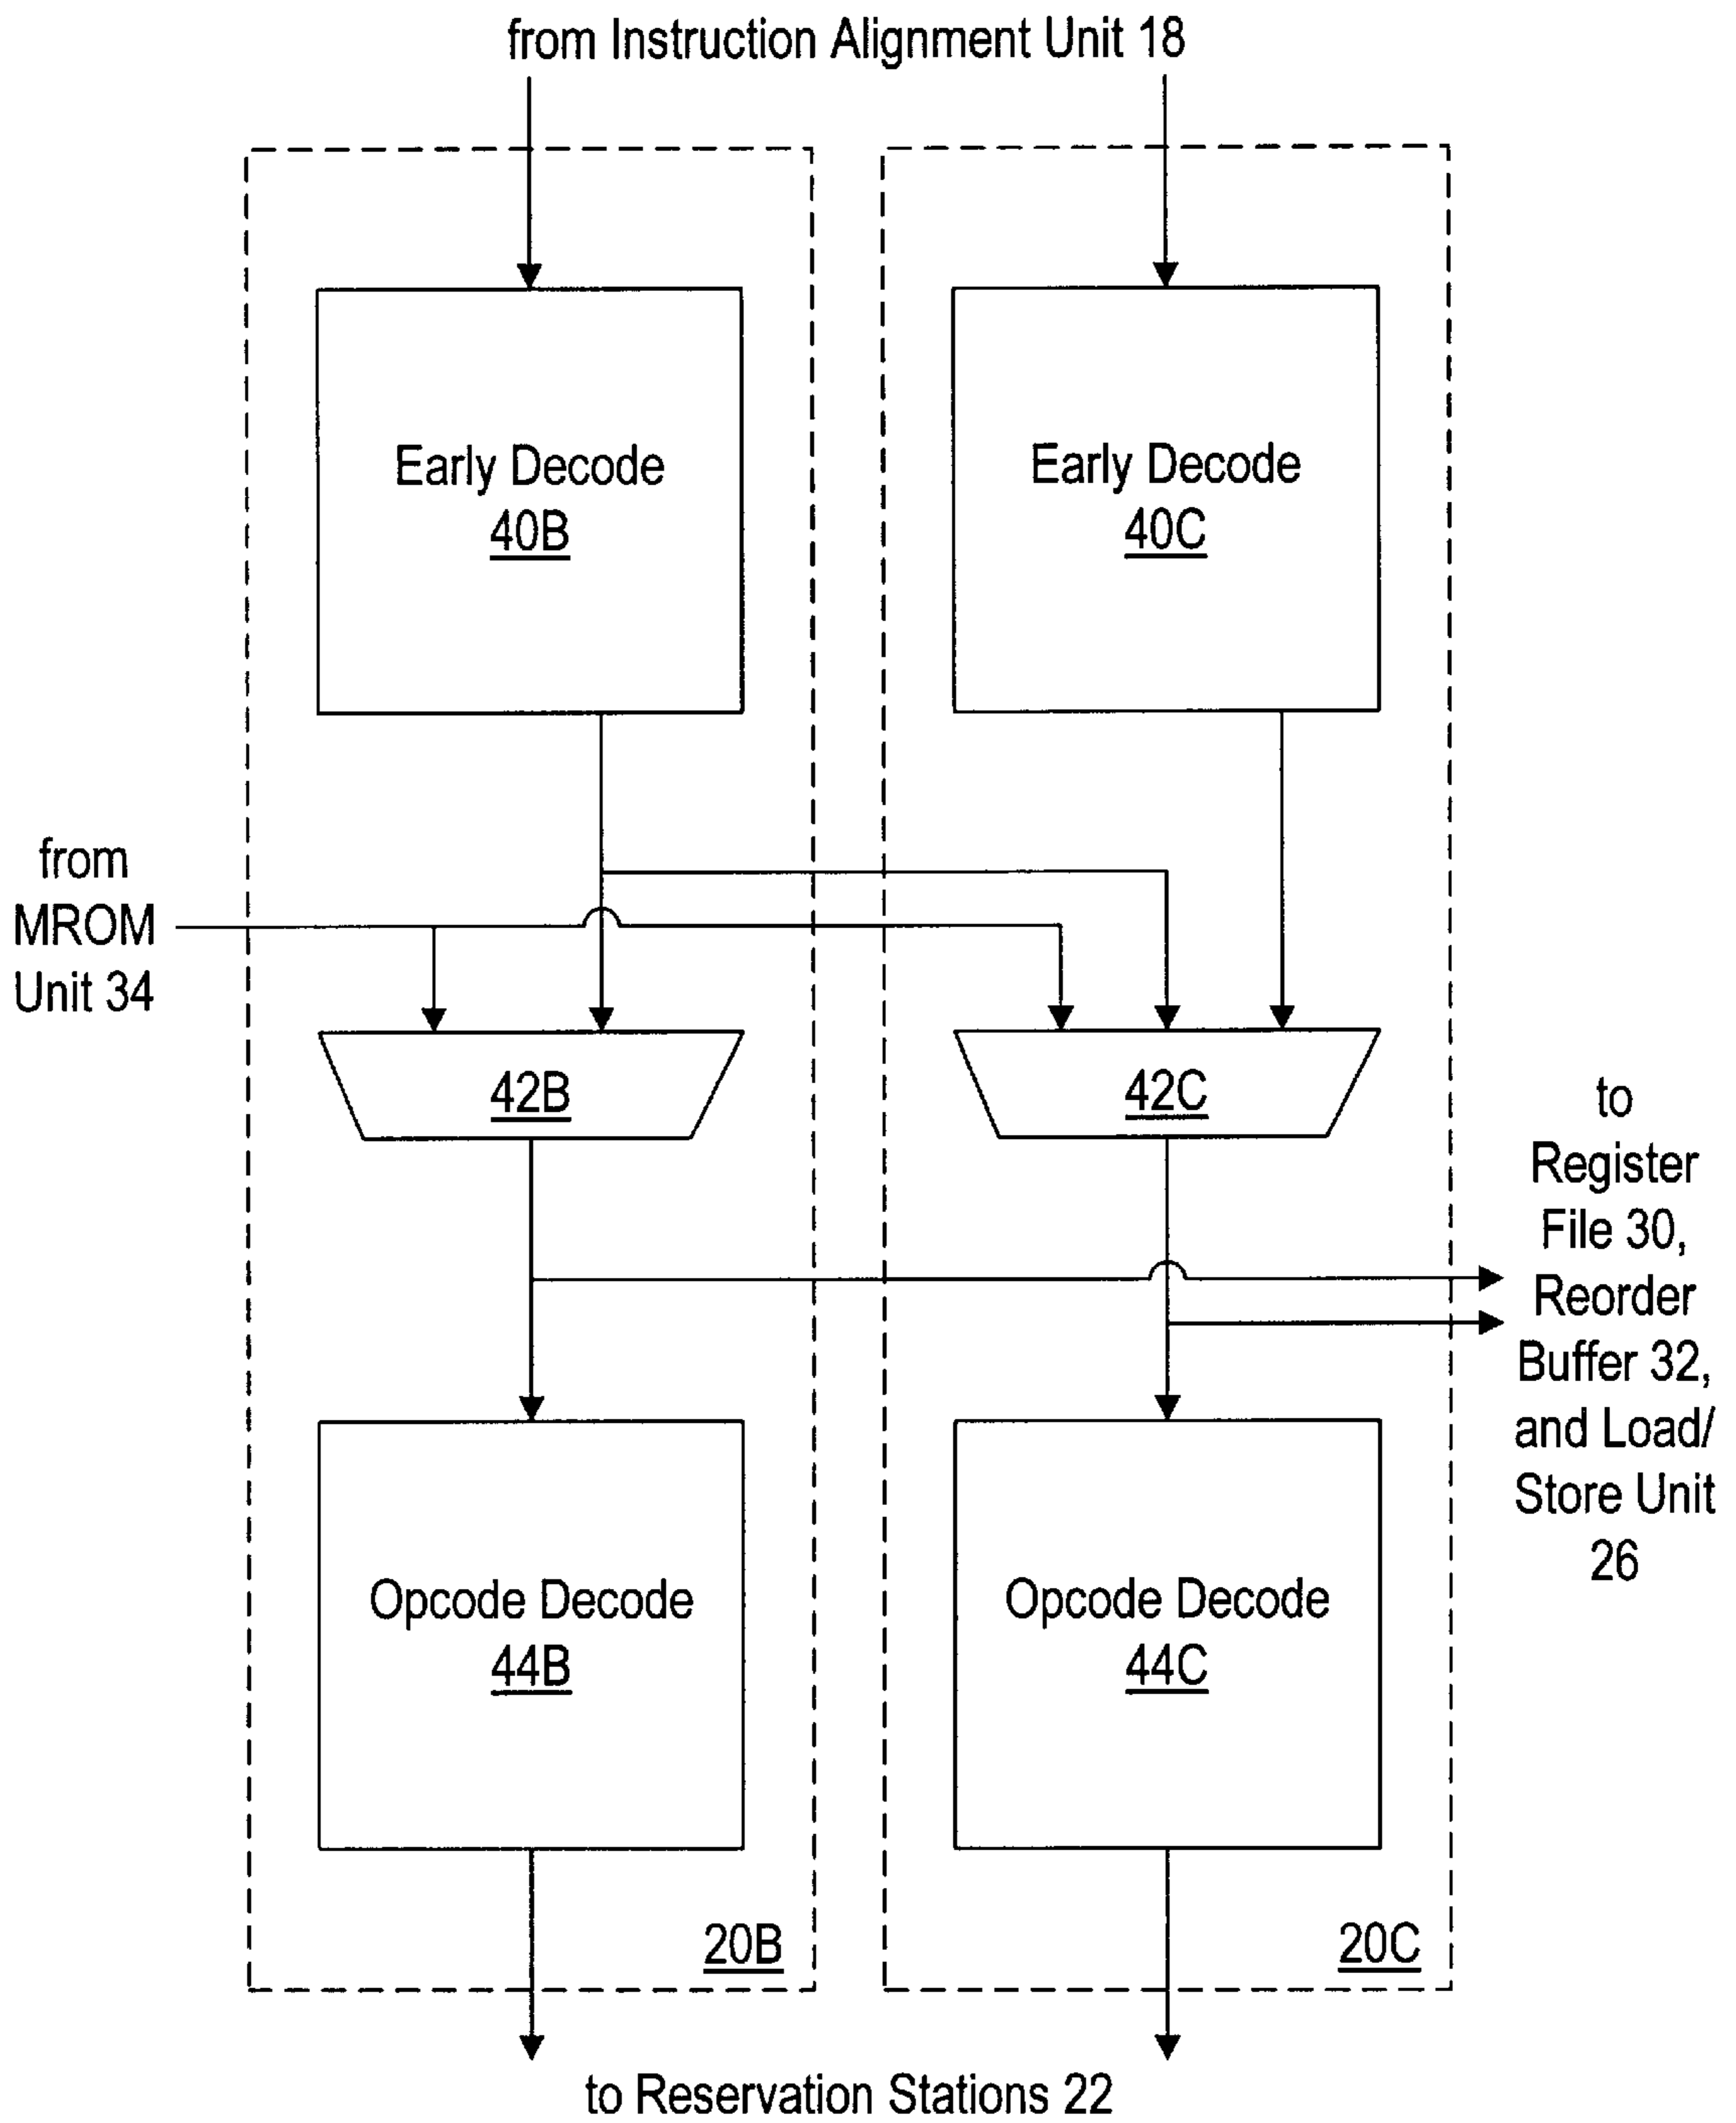 from Instruction Alignment Unit 18
Early Decode
40B
Early Decode
40C
from
MROM
Unit 34
42B
42C
to
Register
File 30,
Reorder
Buffer 32,
and Load/
Store Unit
26
Opcode Decode
44B
Opcode Decode
44C
20B
20C
to Reservation Stations 22